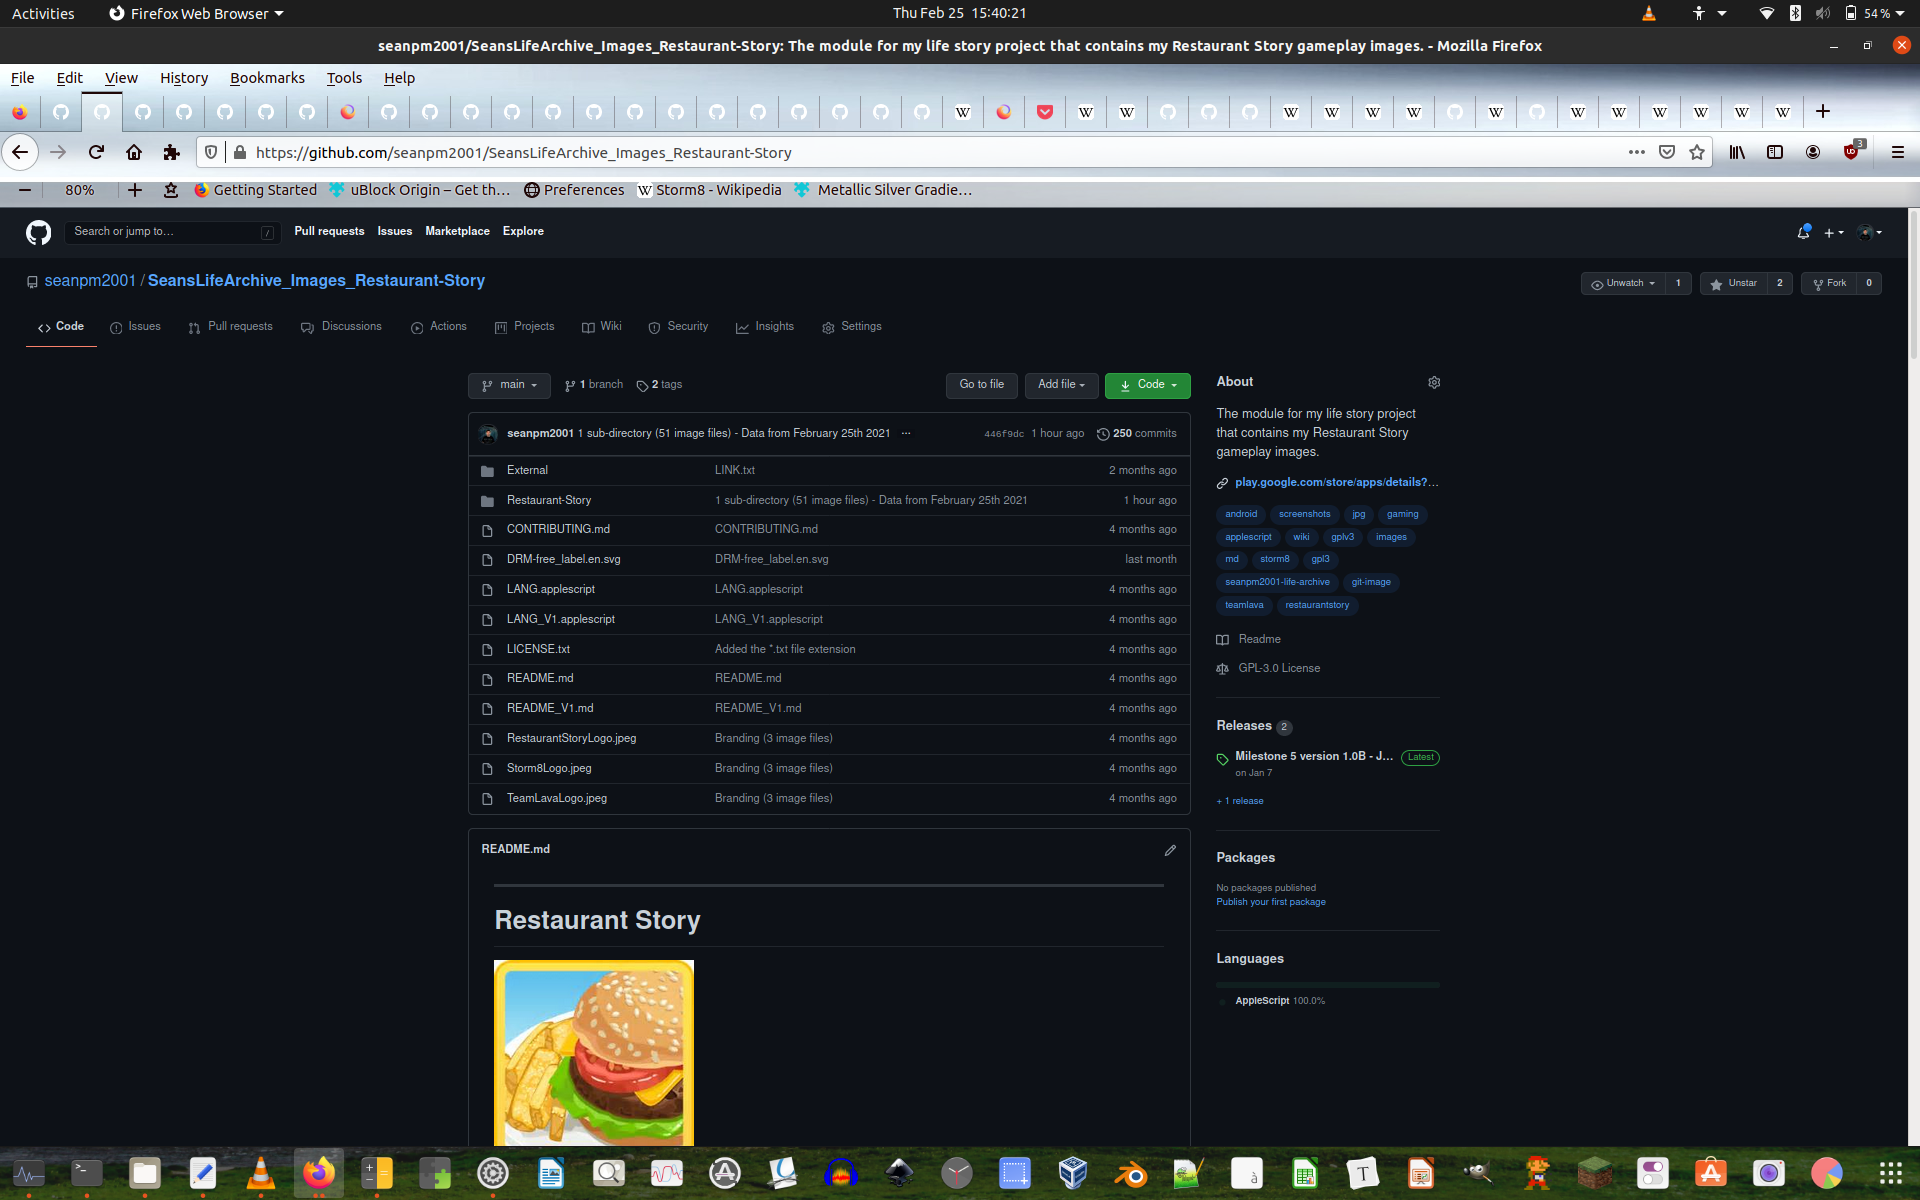 Activities Firefox Web Browser Thu Feb 25 15:40:21 54 %
seanpm2001/SeansLifeArchive_Images_Restaurant-Story: The module for my life story project that contains my Restaurant Story gameplay images. - Mozilla Firefox
File Edit View History Bookmarks Tools Help
https://github.com/seanpm2001/SeansLifeArchive_Images_Restaurant-Story 3
80% Getting Started uBlock Origin – Get th… Preferences Storm8 - Wikipedia Metallic Silver Gradie…
Search or jump to… / Pull requests Issues Marketplace Explore
seanpm2001 / SeansLifeArchive_Images_Restaurant-Story Unwatch 1 Unstar 2 Fork 0
Code Issues Pull requests Discussions Actions Projects Wiki Security Insights Settings
main 1 branch 2 tags Go to file Add file Code
seanpm2001 1 sub-directory (51 image files) - Data from February 25th 2021 ... 446f9dc 1 hour ago 250 commits
External LINK.txt 2 months ago
Restaurant-Story 1 sub-directory (51 image files) - Data from February 25th 2021 1 hour ago
CONTRIBUTING.md CONTRIBUTING.md 4 months ago
DRM-free_label.en.svg DRM-free_label.en.svg last month
LANG.applescript LANG.applescript 4 months ago
LANG_V1.applescript LANG_V1.applescript 4 months ago
LICENSE.txt Added the *.txt file extension 4 months ago
README.md README.md 4 months ago
README_V1.md README_V1.md 4 months ago
RestaurantStoryLogo.jpeg Branding (3 image files) 4 months ago
Storm8Logo.jpeg Branding (3 image files) 4 months ago
TeamLavaLogo.jpeg Branding (3 image files) 4 months ago
README.md
Restaurant Story
About
The module for my life story project
that contains my Restaurant Story
gameplay images.
play.google.com/store/apps/details?…
android screenshots jpg gaming
applescript wiki gplv3 images
md storm8 gpl3
seanpm2001-life-archive git-image
teamlava restaurantstory
Readme
GPL-3.0 License
Releases 2
Milestone 5 version 1.0B - J… Latest
on Jan 7
+ 1 release
Packages
No packages published
Publish your first package
Languages
AppleScript 100.0%